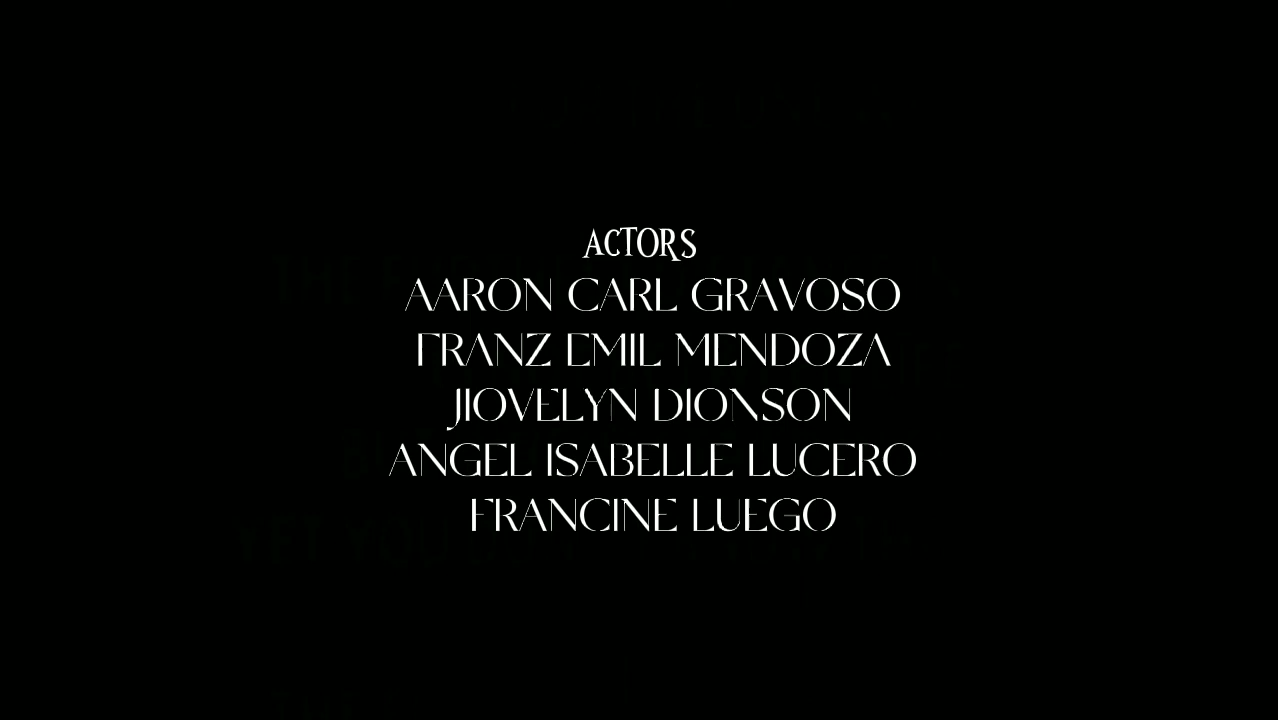 ACTORS
AARON CARL GRAVOSO
FRANZ EMIL MENDOZA
JIOVELYN DIONSON
ANGEL ISABELLE LUCERO
FRANCINE LUEGO